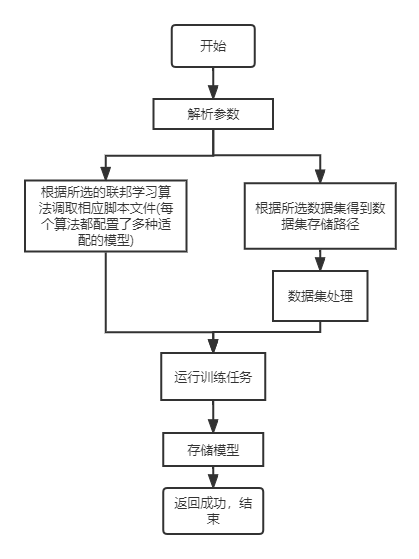 开始
解析参数
根据所选的联邦学习算
法调取相应脚本文件(每
个算法都配置了多种适
配的模型)
根据所选数据集得到数
据集存储路径
数据集处理
运行训练任务
存储模型
返回成功，结
束